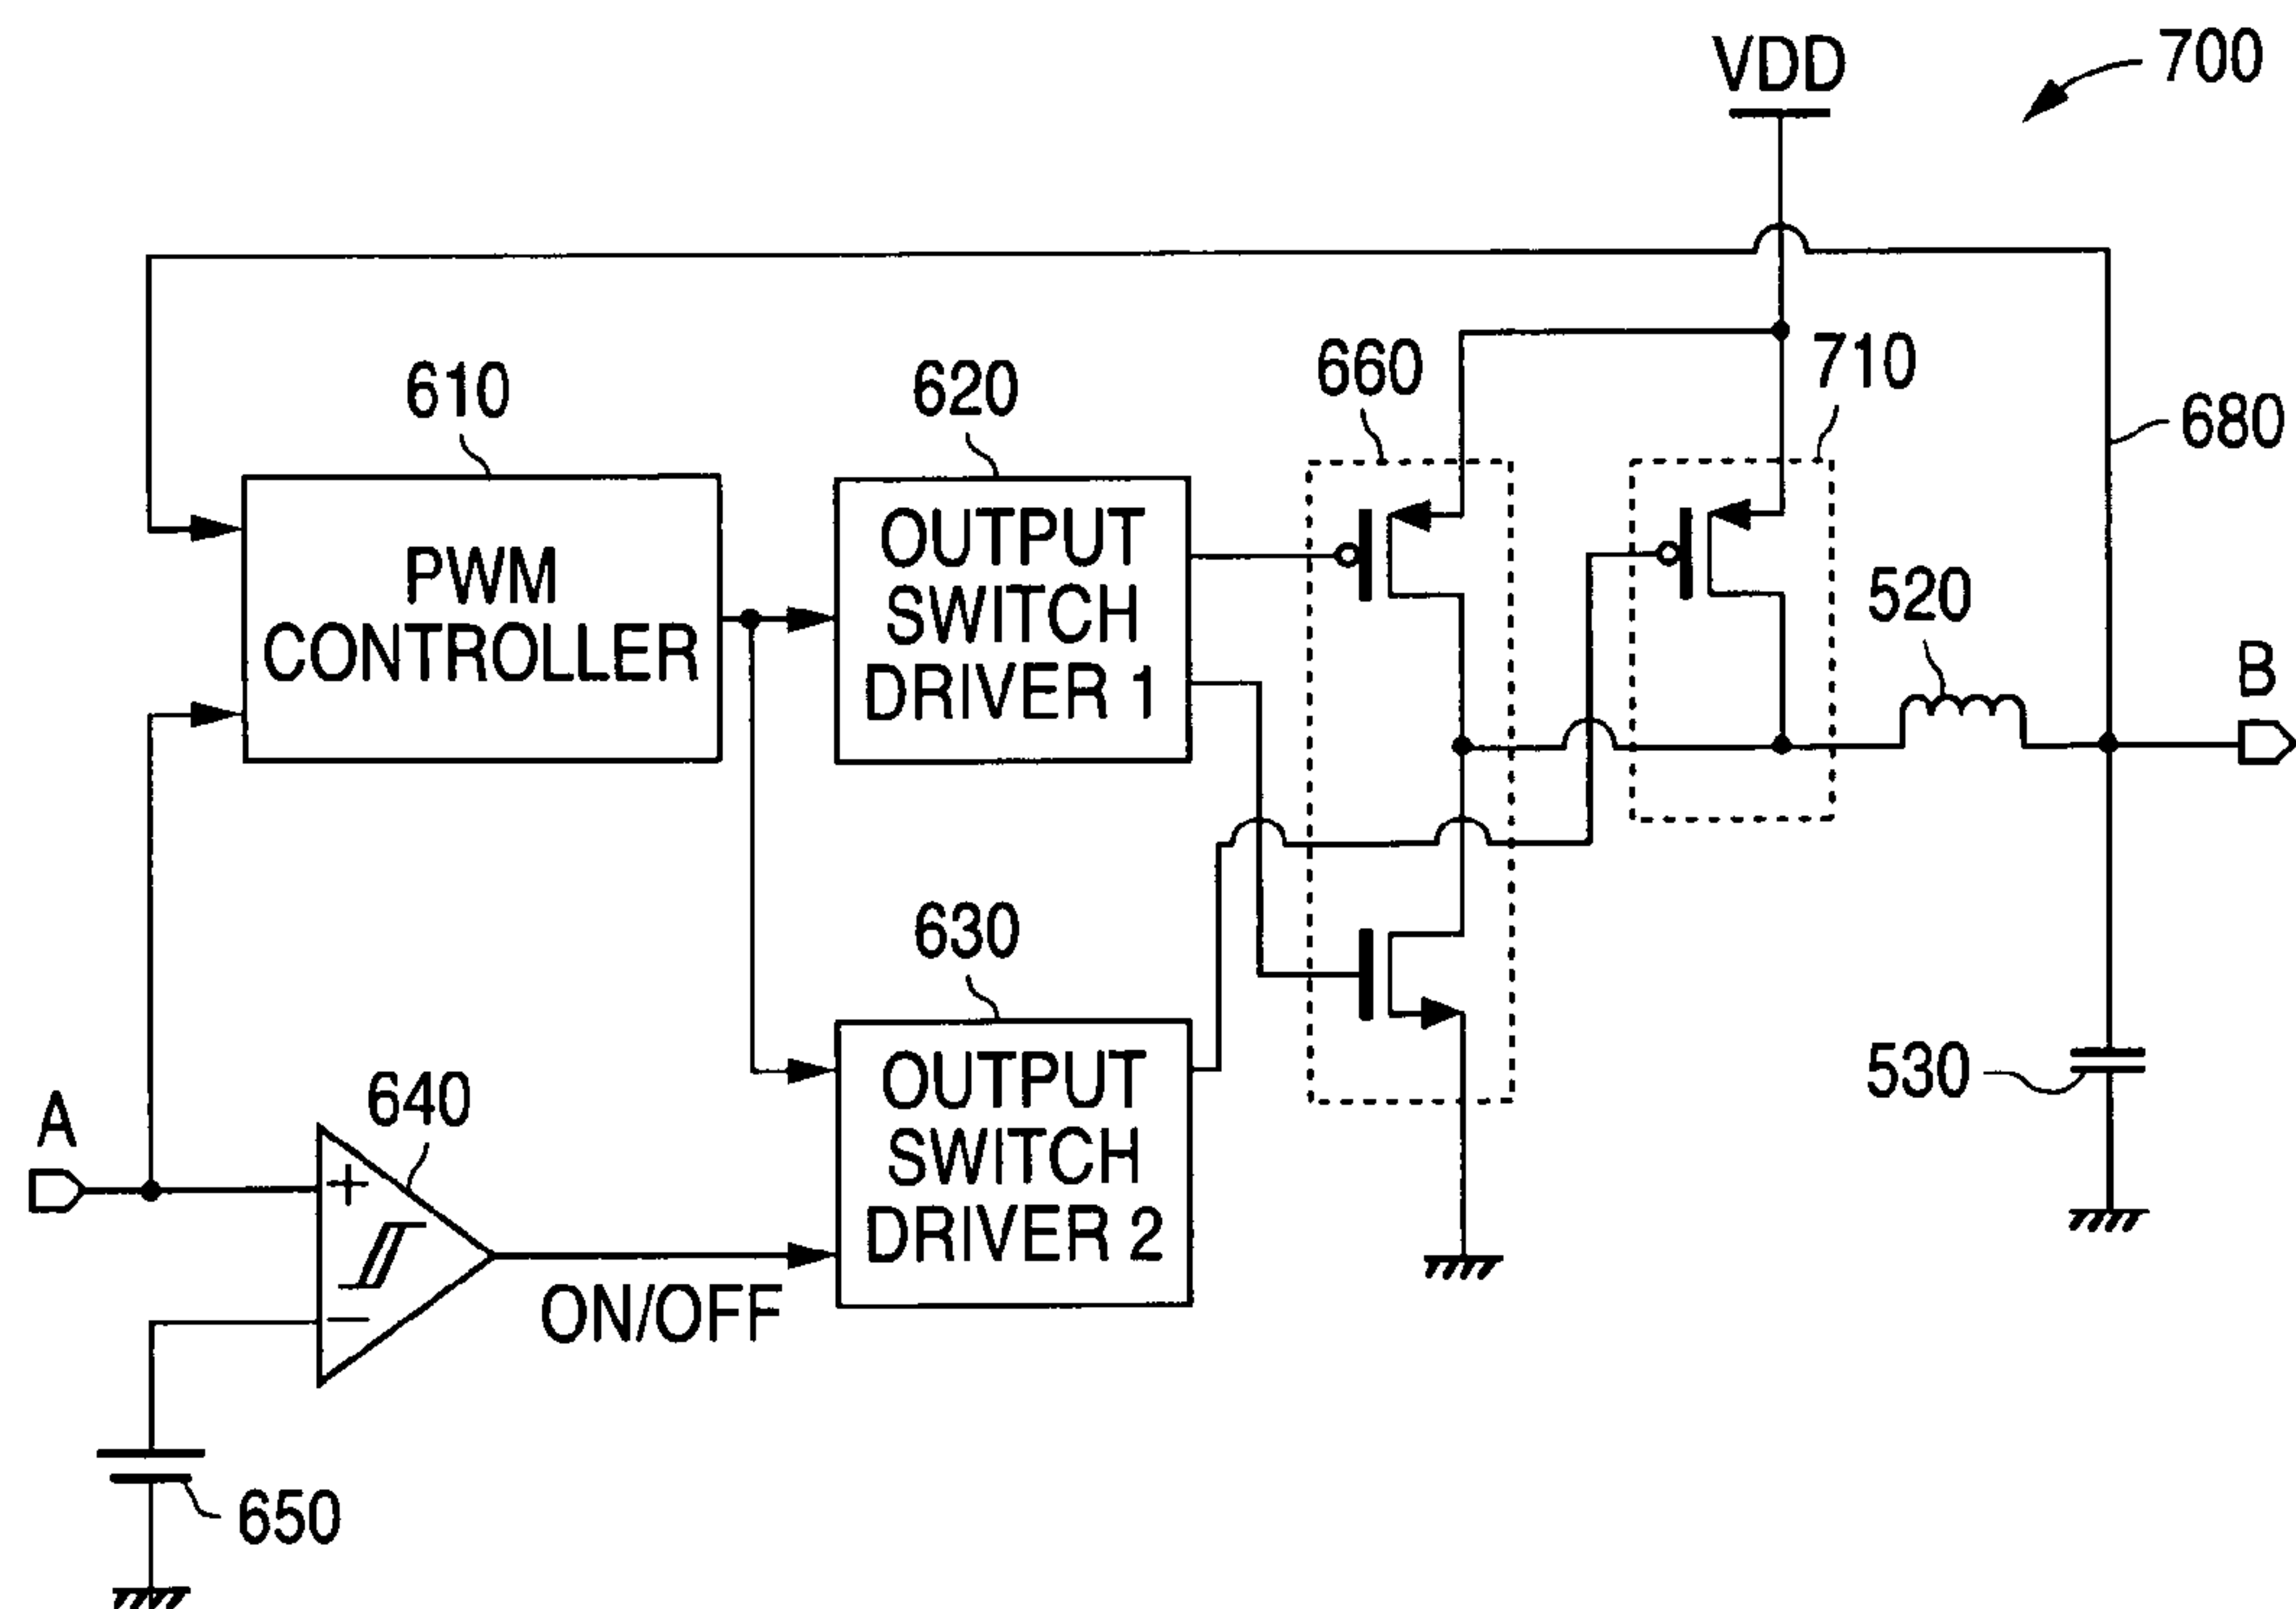 700
VDD
610
620
660
710
680
PWM
CONTROLLER
OUTPUT
SWITCH
DRIVER 1
520
B
630
OUTPUT
SWITCH
DRIVER 2
530
A
640
+
−
ON/OFF
650